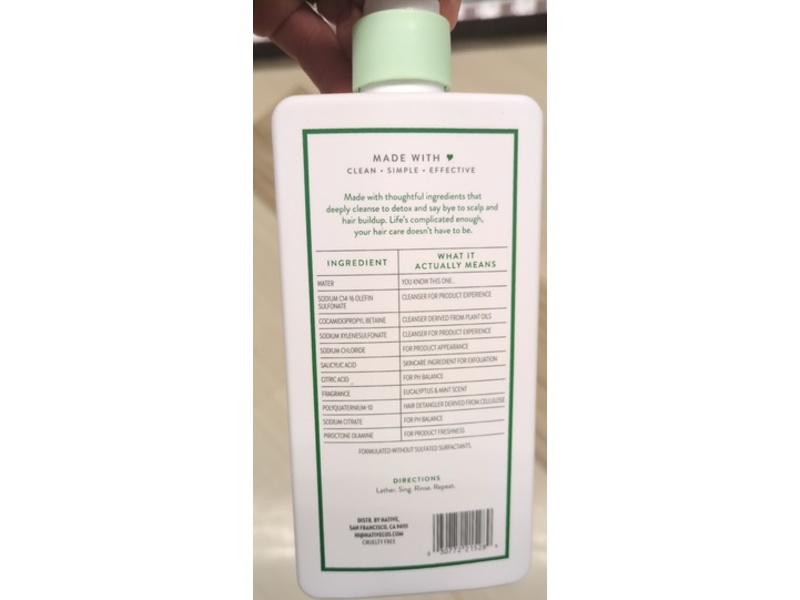 MADE WITH ♥
CLEAN • SIMPLE • EFFECTIVE
Made with thoughtful ingredients that
deeply cleanse to detox and say bye to scalp and
hair buildup. Life's complicated enough,
your hair care doesn't have to be.
INGREDIENT WHAT IT ACTUALLY MEANS
WATER YOU KNOW THIS ONE...
SODIUM C14-16 OLEFIN SULFONATE CLEANSER FOR PRODUCT EXPERIENCE
COCAMIDOPROPYL BETAINE CLEANSER DERIVED FROM PLANT OILS
SODIUM XYLENESULFONATE CLEANSER FOR PRODUCT EXPERIENCE
SODIUM CHLORIDE FOR PRODUCT APPEARANCE
SALICYLIC ACID SKINCARE INGREDIENT FOR EXFOLIATION
CITRIC ACID FOR PH BALANCE
FRAGRANCE EUCALYPTUS & MINT SCENT
POLYQUATERNIUM-10 HAIR DETANGLER DERIVED FROM CELLULOSE
SODIUM CITRATE FOR PH BALANCE
PIROCTONE OLAMINE FOR PRODUCT FRESHNESS
FORMULATED WITHOUT SULFATED SURFACTANTS.
DIRECTIONS
Lather. Sing. Rinse. Repeat.
DISTR. BY NATIVE,
SAN FRANCISCO, CA 94111
HI@NATIVECOS.COM
CRUELTY FREE